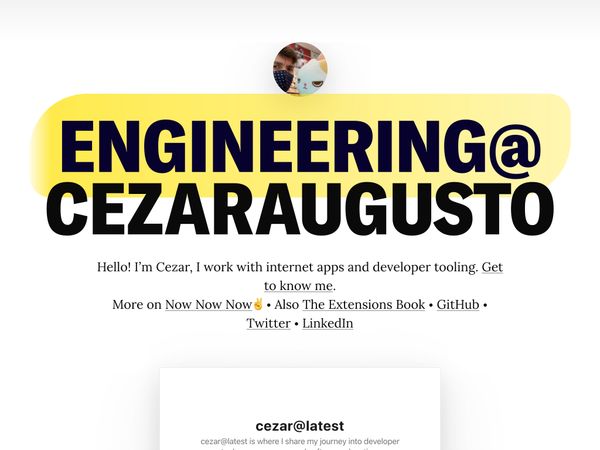 ENGINEERING@
CEZARAUGUSTO
Hello! I’m Cezar, I work with internet apps and developer tooling. Get
to know me.
More on Now Now Now✌️ • Also The Extensions Book • GitHub •
Twitter • LinkedIn
cezar@latest
cezar@latest is where I share my journey into developer